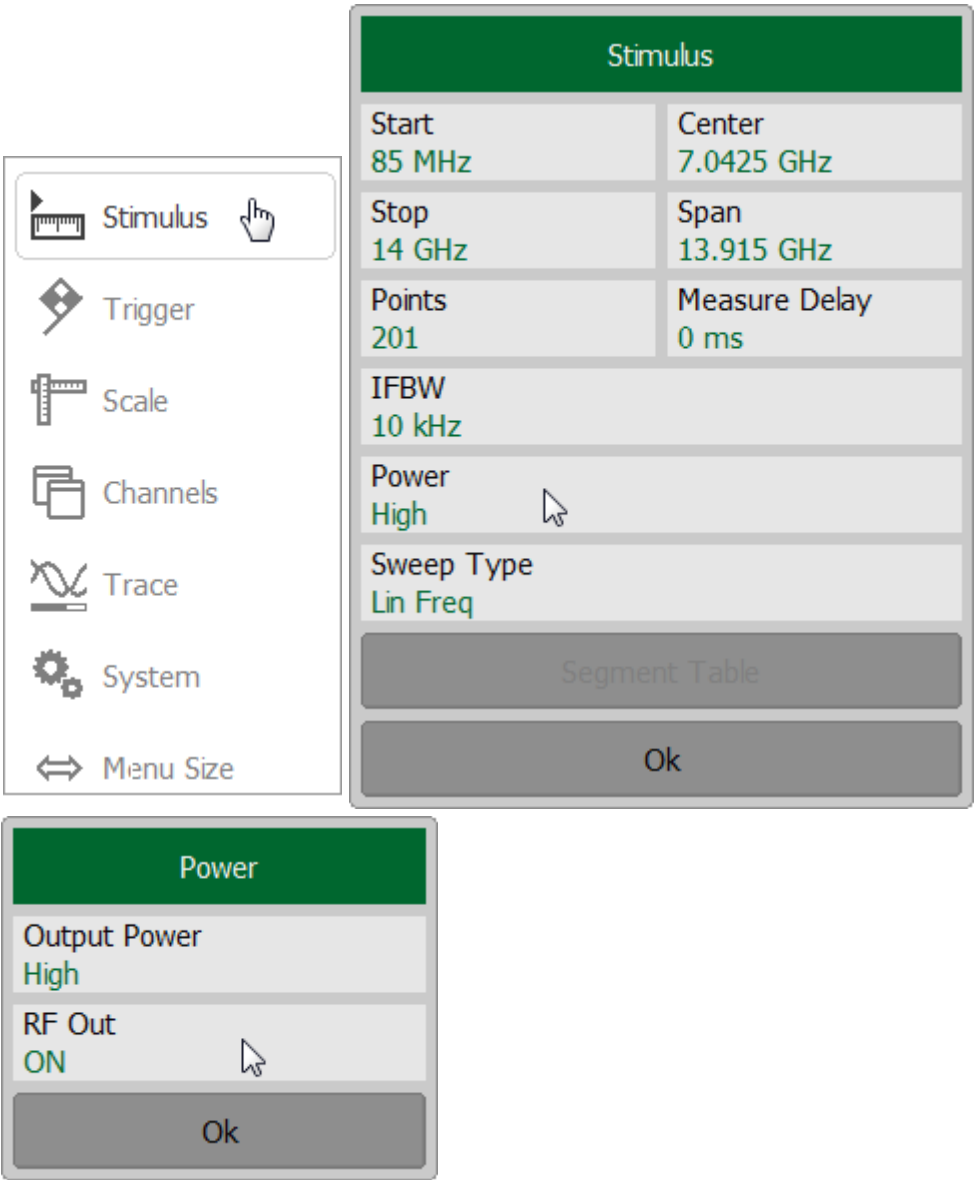 Stimulus
Trigger
Scale
Channels
Trace
System
Menu Size
Stimulus
Start
85 MHz
Center
7.0425 GHz
Stop
14 GHz
Span
13.915 GHz
Points
201
Measure Delay
0 ms
IFBW
10 kHz
Power
High
Sweep Type
Lin Freq
Segment Table
Ok
Power
Output Power
High
RF Out
ON
Ok